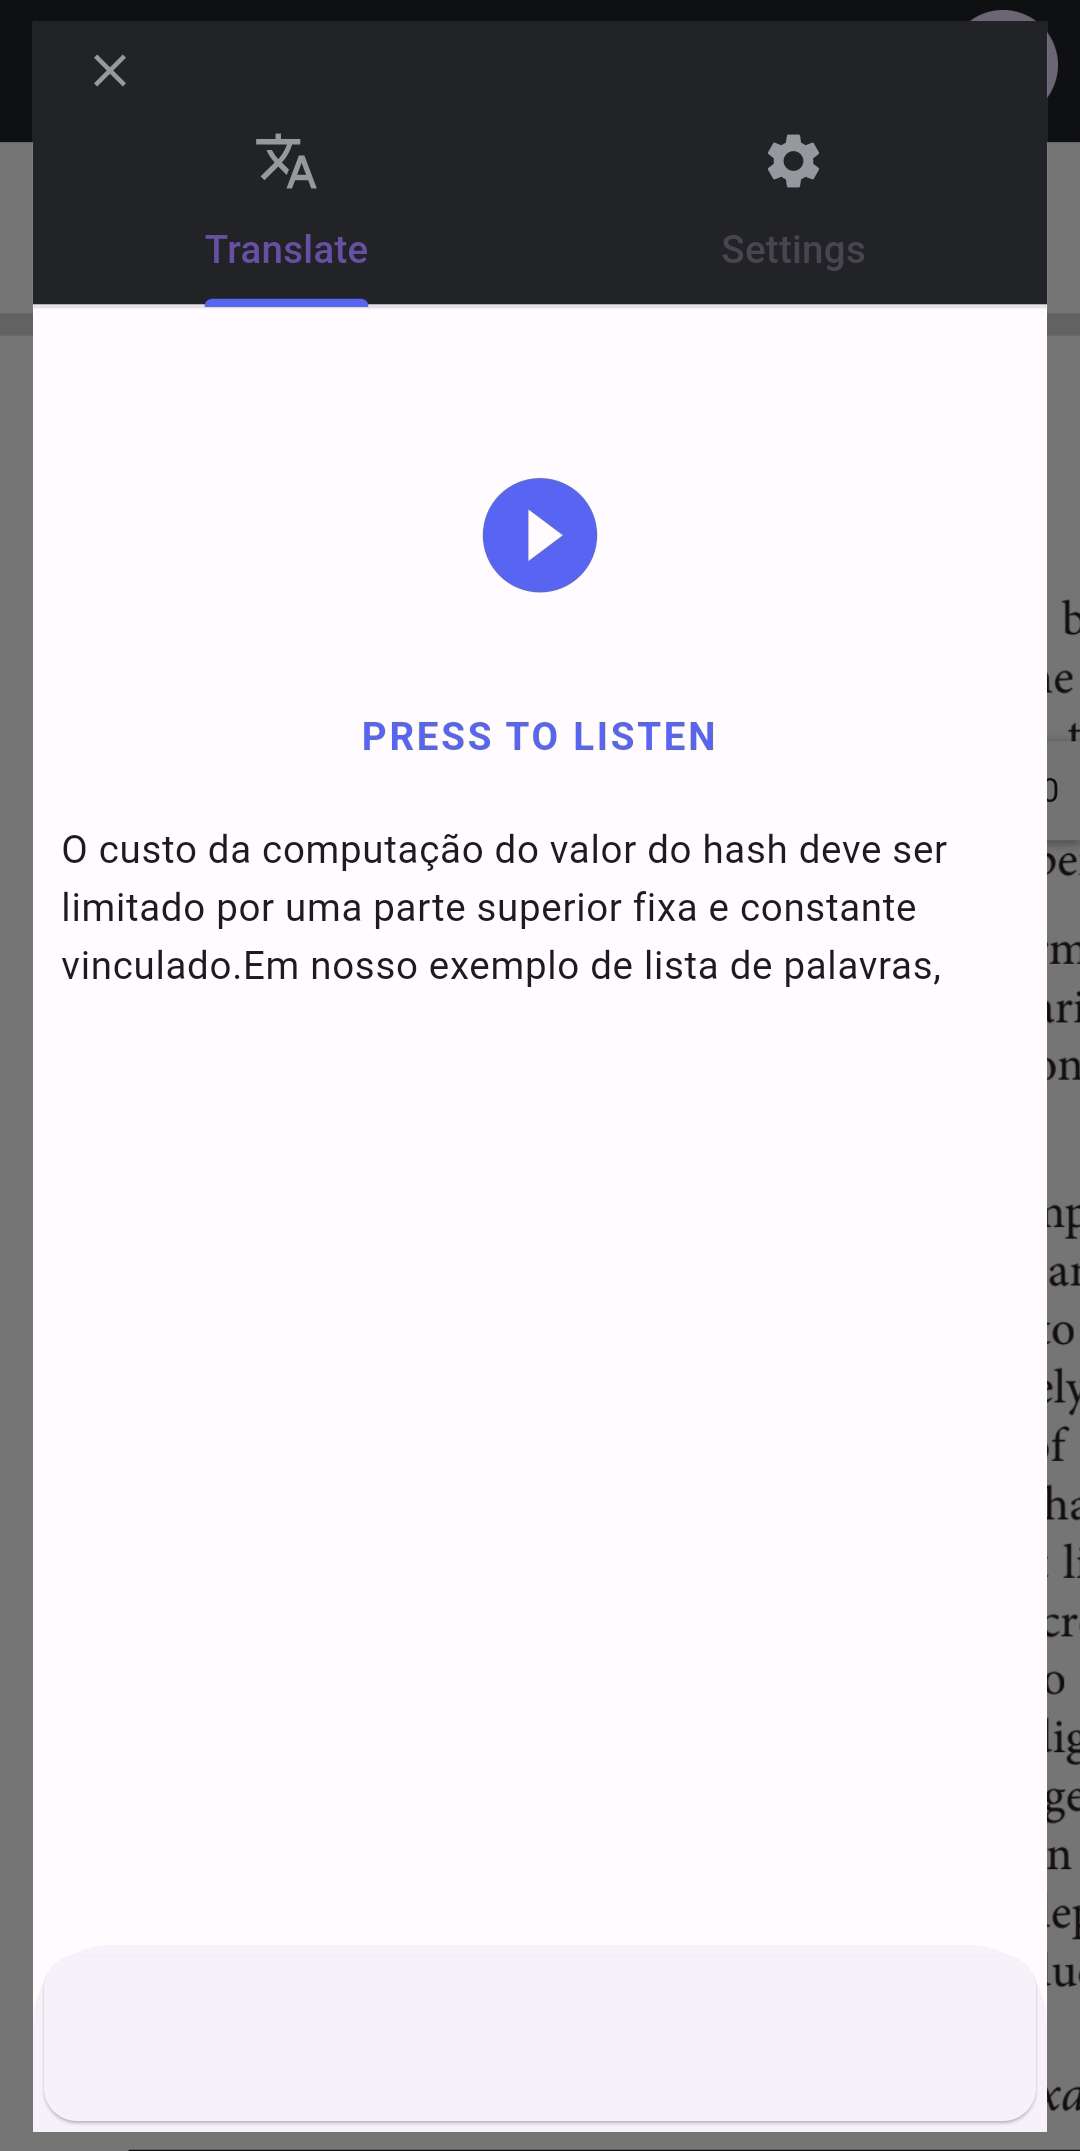 Translate
Settings
PRESS TO LISTEN
O custo da computação do valor do hash deve ser
limitado por uma parte superior fixa e constante
vinculado.Em nosso exemplo de lista de palavras,